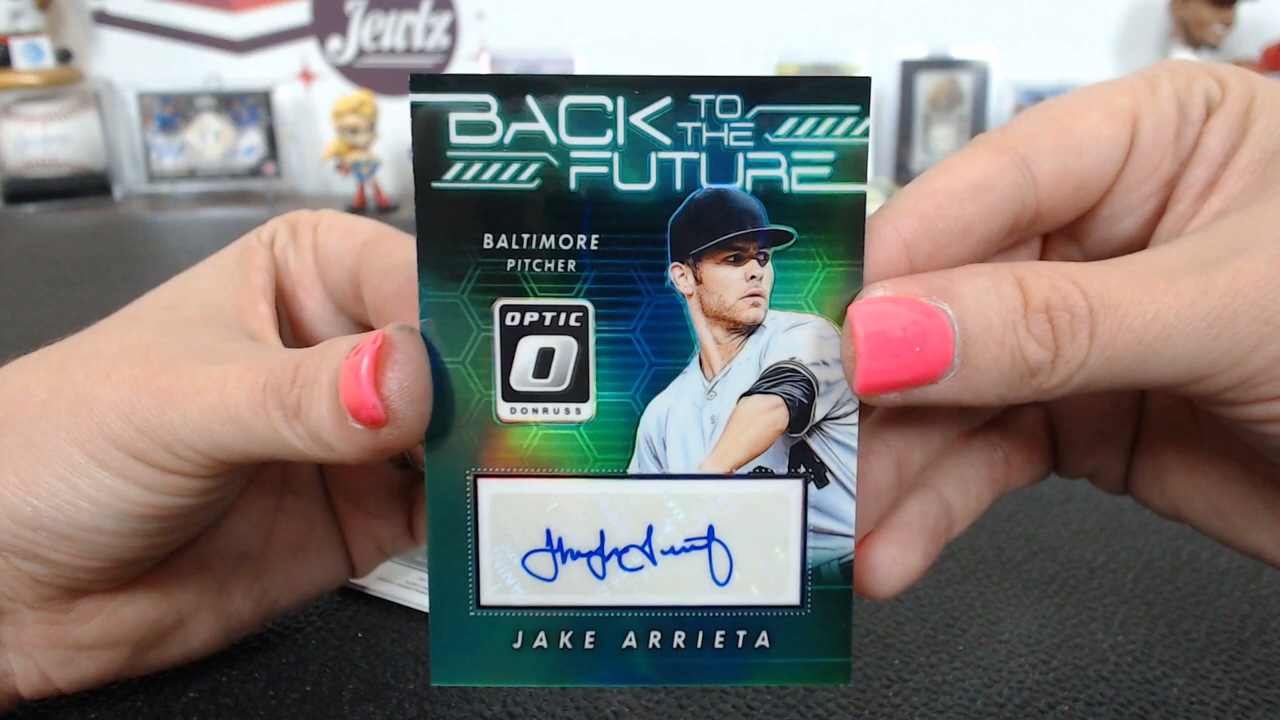 Jewlz
BACK TO THE FUTURE
BALTIMORE
PITCHER
OPTIC
DONRUSS
JAKE ARRIETA